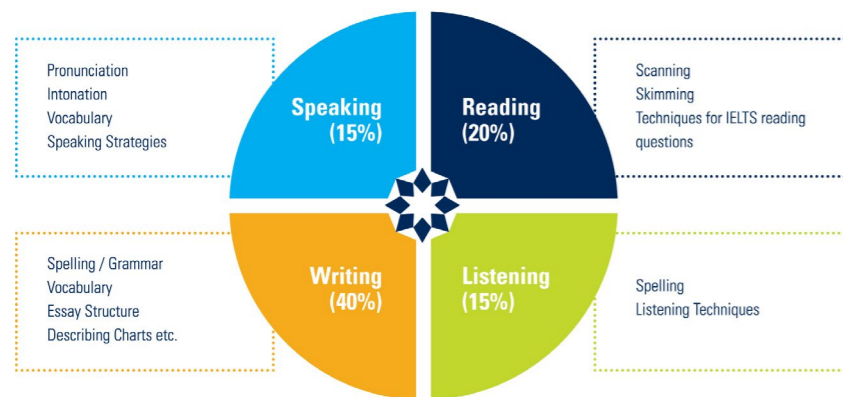 Pronunciation
Intonation
Vocabulary
Speaking Strategies
Speaking
(15%)
Reading
(20%)
Scanning
Skimming
Techniques for IELTS reading
questions
Spelling / Grammar
Vocabulary
Essay Structure
Describing Charts etc.
Writing
(40%)
Listening
(15%)
Spelling
Listening Techniques